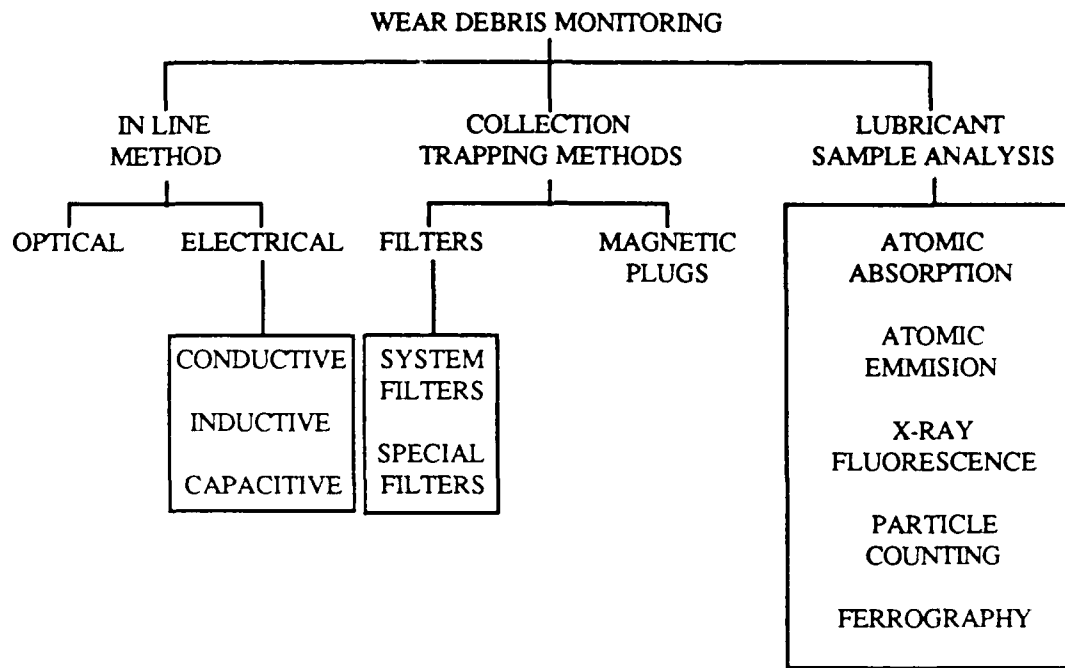 WEAR DEBRIS MONITORING
IN LINE
METHOD
COLLECTION
TRAPPING METHODS
LUBRICANT
SAMPLE ANALYSIS
OPTICAL
ELECTRICAL
FILTERS
MAGNETIC
PLUGS
CONDUCTIVE
INDUCTIVE
CAPACITIVE
SYSTEM
FILTERS
SPECIAL
FILTERS
ATOMIC
ABSORPTION
ATOMIC
EMMISION
X-RAY
FLUORESCENCE
PARTICLE
COUNTING
FERROGRAPHY